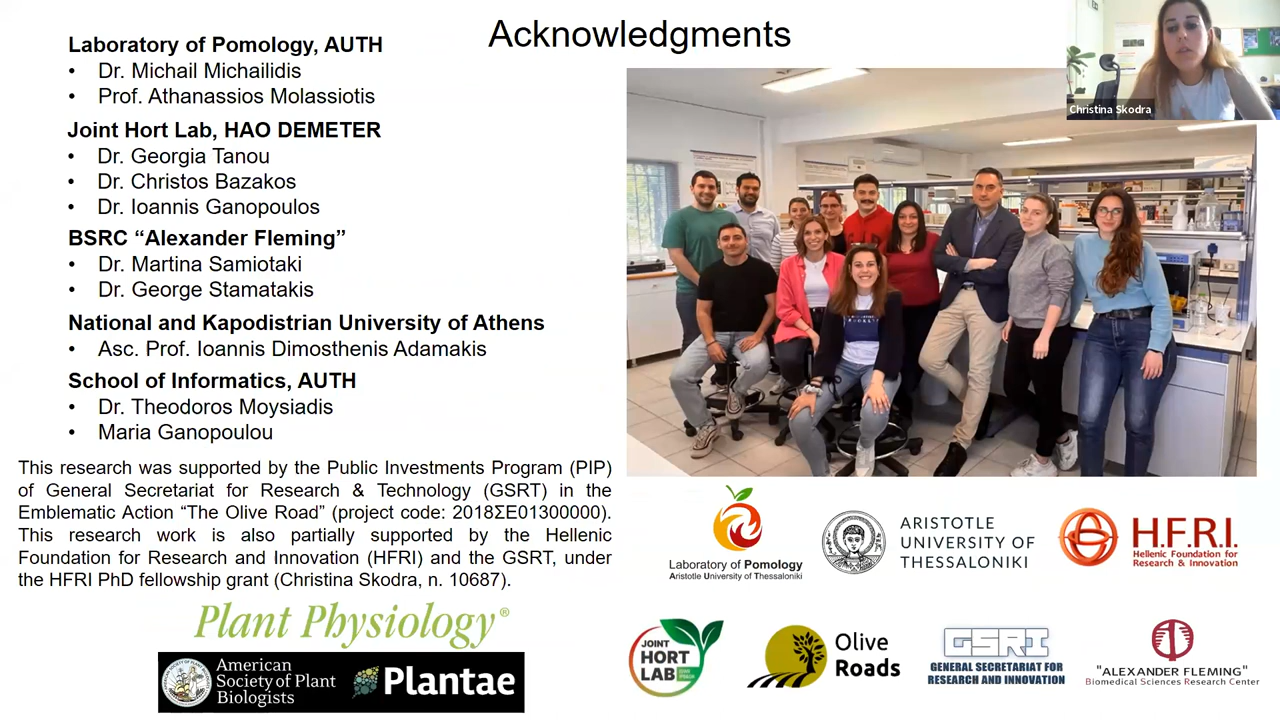 Acknowledgments
Laboratory of Pomology, AUTH
• Dr. Michail Michailidis
• Prof. Athanassios Molassiotis
Joint Hort Lab, HAO DEMETER
• Dr. Georgia Tanou
• Dr. Christos Bazakos
• Dr. Ioannis Ganopoulos
BSRC “Alexander Fleming”
• Dr. Martina Samiotaki
• Dr. George Stamatakis
National and Kapodistrian University of Athens
• Asc. Prof. Ioannis Dimosthenis Adamakis
School of Informatics, AUTH
• Dr. Theodoros Moysiadis
• Maria Ganopoulou
This research was supported by the Public Investments Program (PIP)
of General Secretariat for Research & Technology (GSRT) in the
Emblematic Action “The Olive Road” (project code: 2018ΣΕ01300000).
This research work is also partially supported by the Hellenic
Foundation for Research and Innovation (HFRI) and the GSRT, under
the HFRI PhD fellowship grant (Christina Skodra, n. 10687).
Plant Physiology®
American
Society of Plant
Biologists
Plantae
Christina Skodra
Laboratory of Pomology
Aristotle University of Thessaloniki
ARISTOTLE
UNIVERSITY OF
THESSALONIKI
H.F.R.I.
Hellenic Foundation for
Research & Innovation
JOINT
HORT
LAB
Olive
Roads
GSRI
GENERAL SECRETARIAT FOR
RESEARCH AND INNOVATION
"ALEXANDER FLEMING"
Biomedical Sciences Research Center